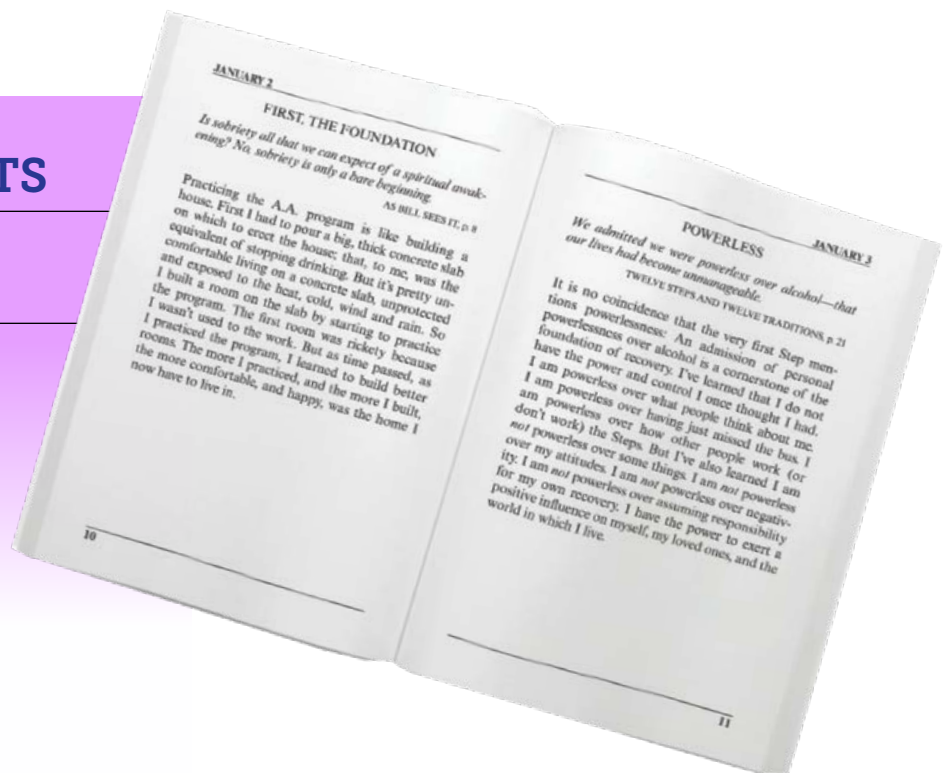 TS
JANUARY 2
FIRST, THE FOUNDATION
Is sobriety all that we can expect of a spiritual awak-
ening? No, sobriety is only a bare beginning.
AS BILL SEES IT, p. 8
Practicing the A.A. program is like building a
house. First I had to pour a big, thick concrete slab
on which to erect the house; that, to me, was the
equivalent of stopping drinking. But it's pretty un-
comfortable living on a concrete slab, unprotected
and exposed to the heat, cold, wind and rain. So
I built a room on the slab by starting to practice
the program. The first room was rickety because
I wasn't used to the work. But as time passed, as
I practiced the program, I learned to build better
rooms. The more I practiced, and the more I built,
the more comfortable, and happy, was the home I
now have to live in.
10
JANUARY 3
POWERLESS
We admitted we were powerless over alcohol—that
our lives had become unmanageable.
TWELVE STEPS AND TWELVE TRADITIONS, p. 21
It is no coincidence that the very first Step men-
tions powerlessness: An admission of personal
powerlessness over alcohol is a cornerstone of the
foundation of recovery. I've learned that I do not
have the power and control I once thought I had.
I am powerless over what people think about me.
I am powerless over having just missed the bus. I
am powerless over how other people work (or
don't work) the Steps. But I've also learned I am
not powerless over some things. I am not powerless
over my attitudes. I am not powerless over negativ-
ity. I am not powerless over assuming responsibility
for my own recovery. I have the power to exert a
positive influence on myself, my loved ones, and the
world in which I live.
11